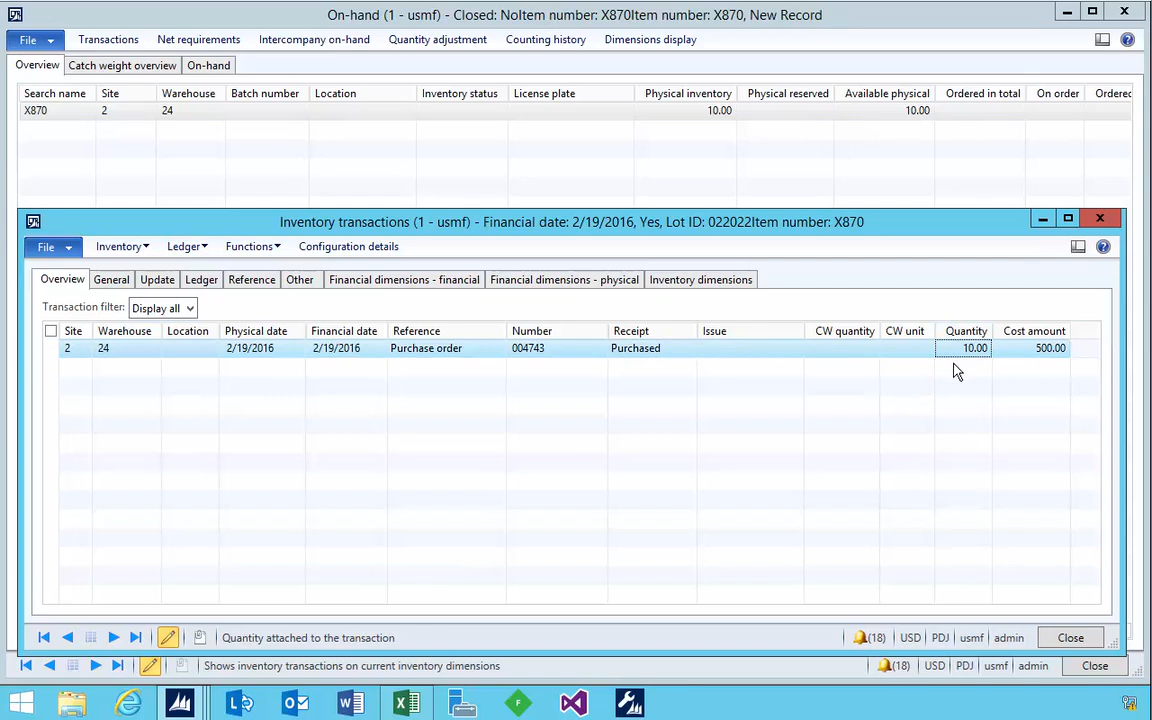 On-hand (1 - usmf) - Closed: NoItem number: X870Item number: X870, New Record
File Transactions Net requirements Intercompany on-hand Quantity adjustment Counting history Dimensions display
Overview Catch weight overview On-hand
Search name Site Warehouse Batch number Location Inventory status License plate Physical inventory Physical reserved Available physical Ordered in total On order Ordered
X870 2 24 10.00 10.00
Inventory transactions (1 - usmf) - Financial date: 2/19/2016, Yes, Lot ID: 022022Item number: X870
File Inventory Ledger Functions Configuration details
Overview General Update Ledger Reference Other Financial dimensions - financial Financial dimensions - physical Inventory dimensions
Transaction filter: Display all
Site Warehouse Location Physical date Financial date Reference Number Receipt Issue CW quantity CW unit Quantity Cost amount
2 24 2/19/2016 2/19/2016 Purchase order 004743 Purchased 10.00 500.00
Quantity attached to the transaction (18) USD PDJ usmf admin Close
Shows inventory transactions on current inventory dimensions (18) USD PDJ usmf admin Close